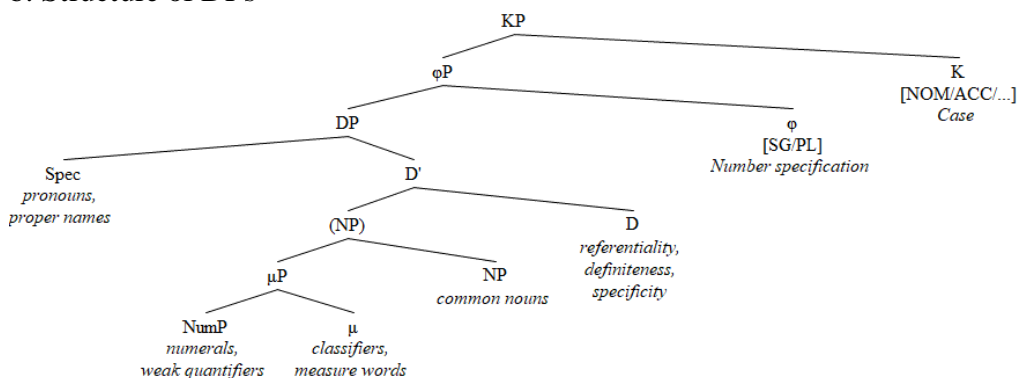 KP
φP
K
[NOM/ACC/...]
Case
DP
φ
[SG/PL]
Number specification
Spec
pronouns,
proper names
D'
(NP)
D
referentiality,
definiteness,
specificity
μP
NP
common nouns
NumP
numerals,
weak quantifiers
μ
classifiers,
measure words